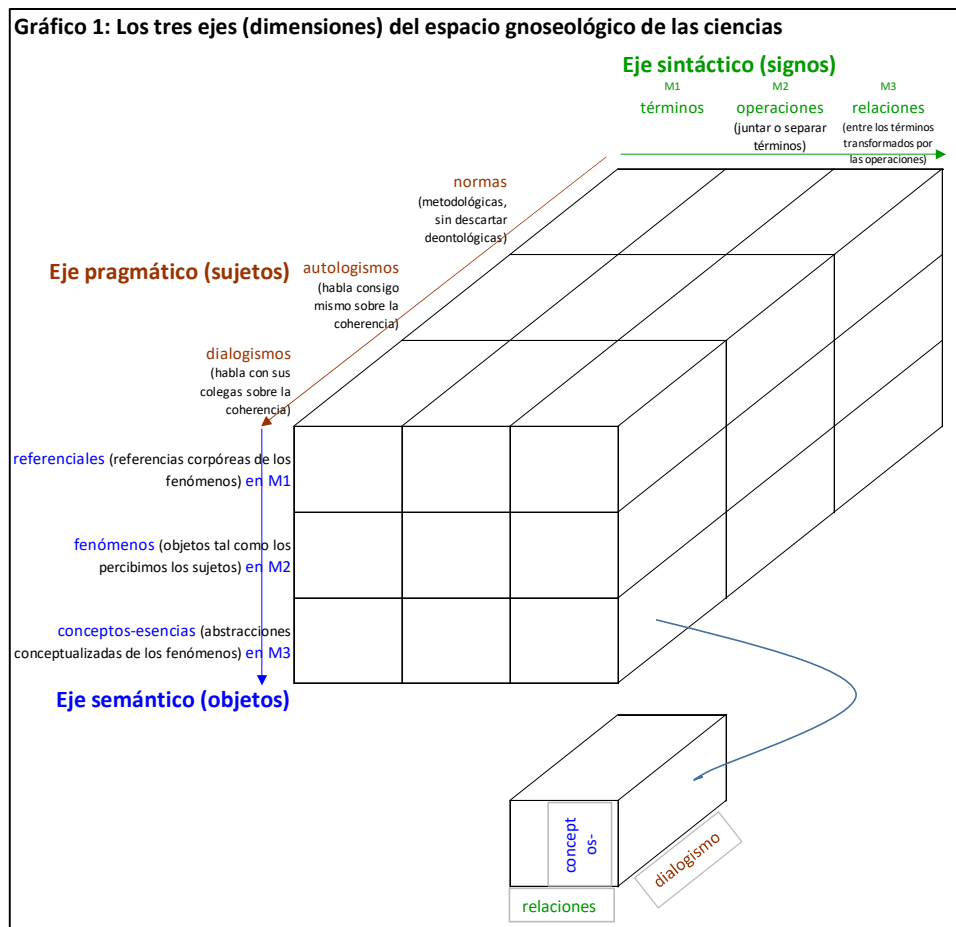 Gráfico 1: Los tres ejes (dimensiones) del espacio gnoseológico de las ciencias
Eje sintáctico (signos)
M1
términos
M2
operaciones
(juntar o separar
términos)
M3
relaciones
(entre los términos
transformados por
las operaciones)
normas
(metodológicas,
sin descartar
deontológicas)
Eje pragmático (sujetos)
autologismos
(habla consigo
mismo sobre la
coherencia)
dialogismos
(habla con sus
colegas sobre la
coherencia)
referenciales (referencias corpóreas de los
fenómenos) en M1
fenómenos (objetos tal como los
percibimos los sujetos) en M2
conceptos-esencias (abstracciones
conceptualizadas de los fenómenos) en M3
Eje semántico (objetos)
concept
os-
dialogismo
relaciones